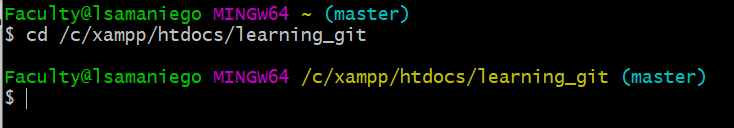 Faculty@lsamaniego MINGW64 ~ (master)
$ cd /c/xampp/htdocs/learning_git
Faculty@lsamaniego MINGW64 /c/xampp/htdocs/learning_git (master)
$